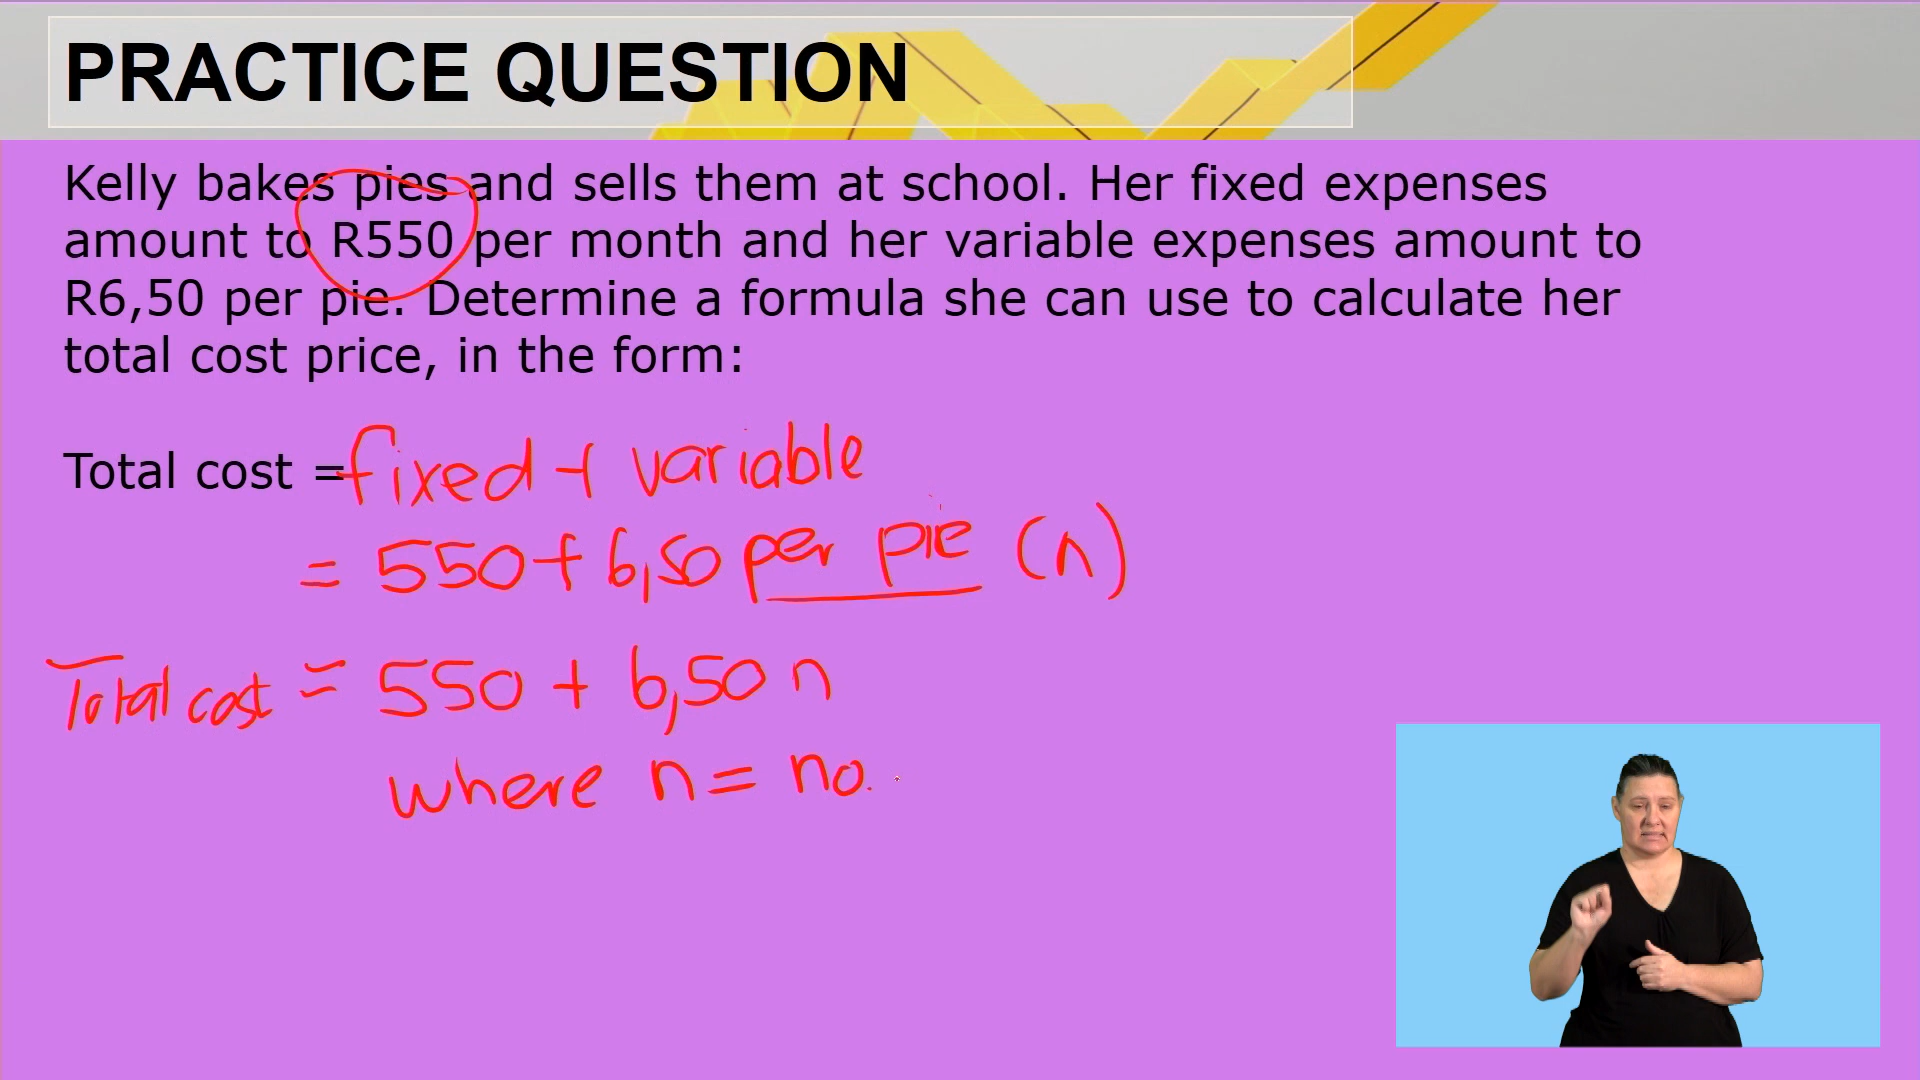 PRACTICE QUESTION
Kelly bakes pies and sells them at school. Her fixed expenses
amount to R550 per month and her variable expenses amount to
R6,50 per pie. Determine a formula she can use to calculate her
total cost price, in the form:
Total cost = fixed + variable
= 550 + 6,50 per pie (n)
Total cost = 550 + 6,50 n
where n = no.